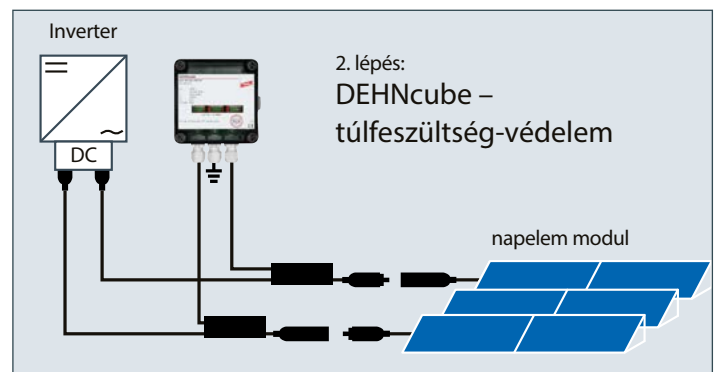 Inverter
DC
2. lépés:
DEHNcube –
túlfeszültség-védelem
napelem modul